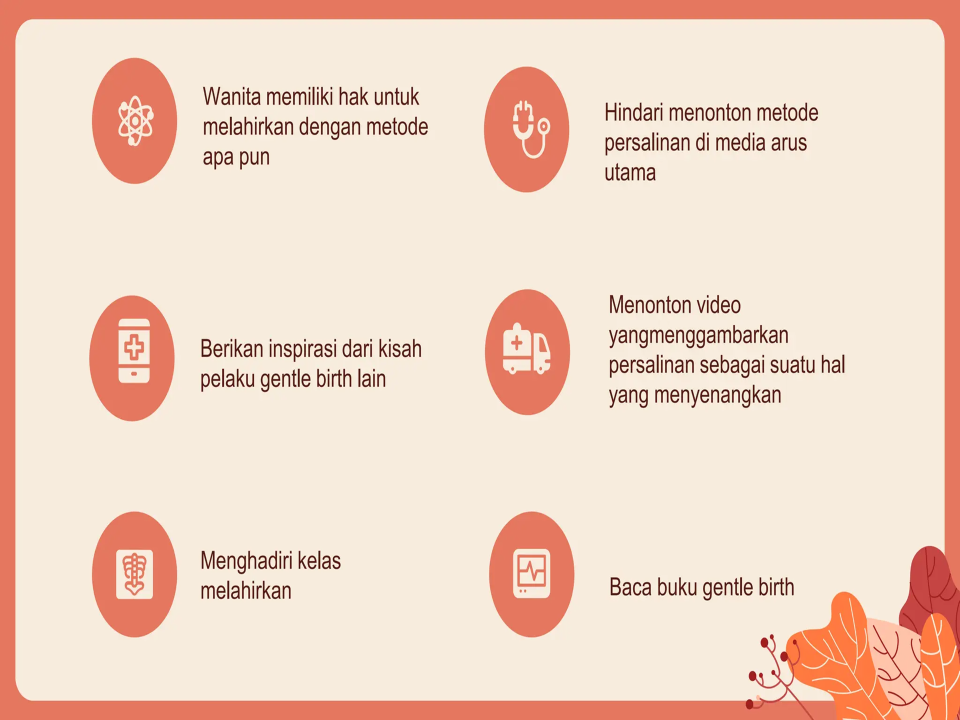 Wanita memiliki hak untuk
melahirkan dengan metode
apa pun
Hindari menonton metode
persalinan di media arus
utama
Berikan inspirasi dari kisah
pelaku gentle birth lain
Menonton video
yangmenggambarkan
persalinan sebagai suatu hal
yang menyenangkan
Menghadiri kelas
melahirkan
Baca buku gentle birth